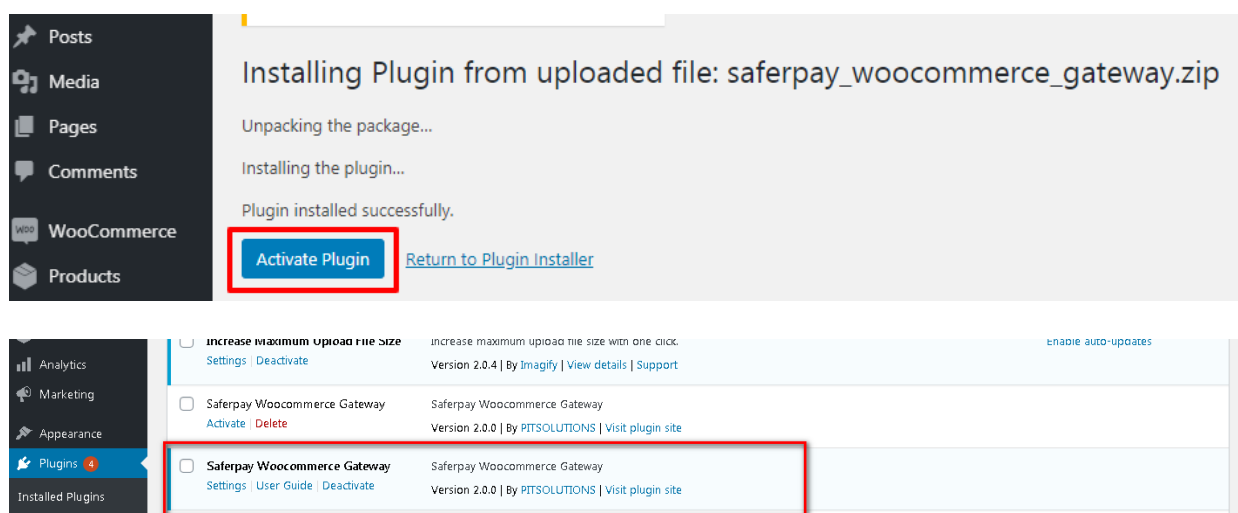 Posts
Media
Pages
Comments
WooCommerce
Products
Installing Plugin from uploaded file: saferpay_woocommerce_gateway.zip
Unpacking the package...
Installing the plugin...
Plugin installed successfully.
Activate Plugin Return to Plugin Installer
Analytics
Marketing
Appearance
Plugins 4
Installed Plugins
Increase Maximum Upload File Size Increase maximum upload file size with one click. Enable auto-updates
Settings | Deactivate Version 2.0.4 | By Imagify | View details | Support
Saferpay Woocommerce Gateway Saferpay Woocommerce Gateway
Activate | Delete Version 2.0.0 | By PITSOLUTIONS | Visit plugin site
Saferpay Woocommerce Gateway Saferpay Woocommerce Gateway
Settings | User Guide | Deactivate Version 2.0.0 | By PITSOLUTIONS | Visit plugin site